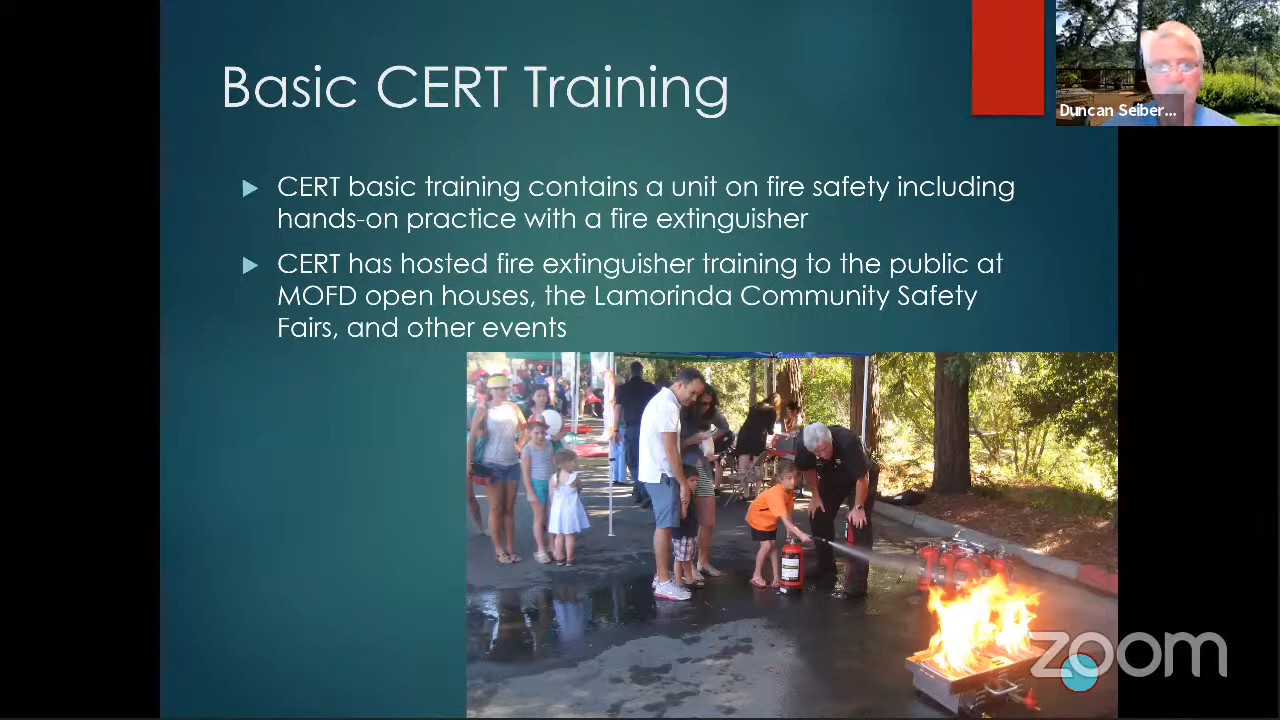 Basic CERT Training
Duncan Seiber...
CERT basic training contains a unit on fire safety including
hands-on practice with a fire extinguisher
CERT has hosted fire extinguisher training to the public at
MOFD open houses, the Lamorinda Community Safety
Fairs, and other events
zoom